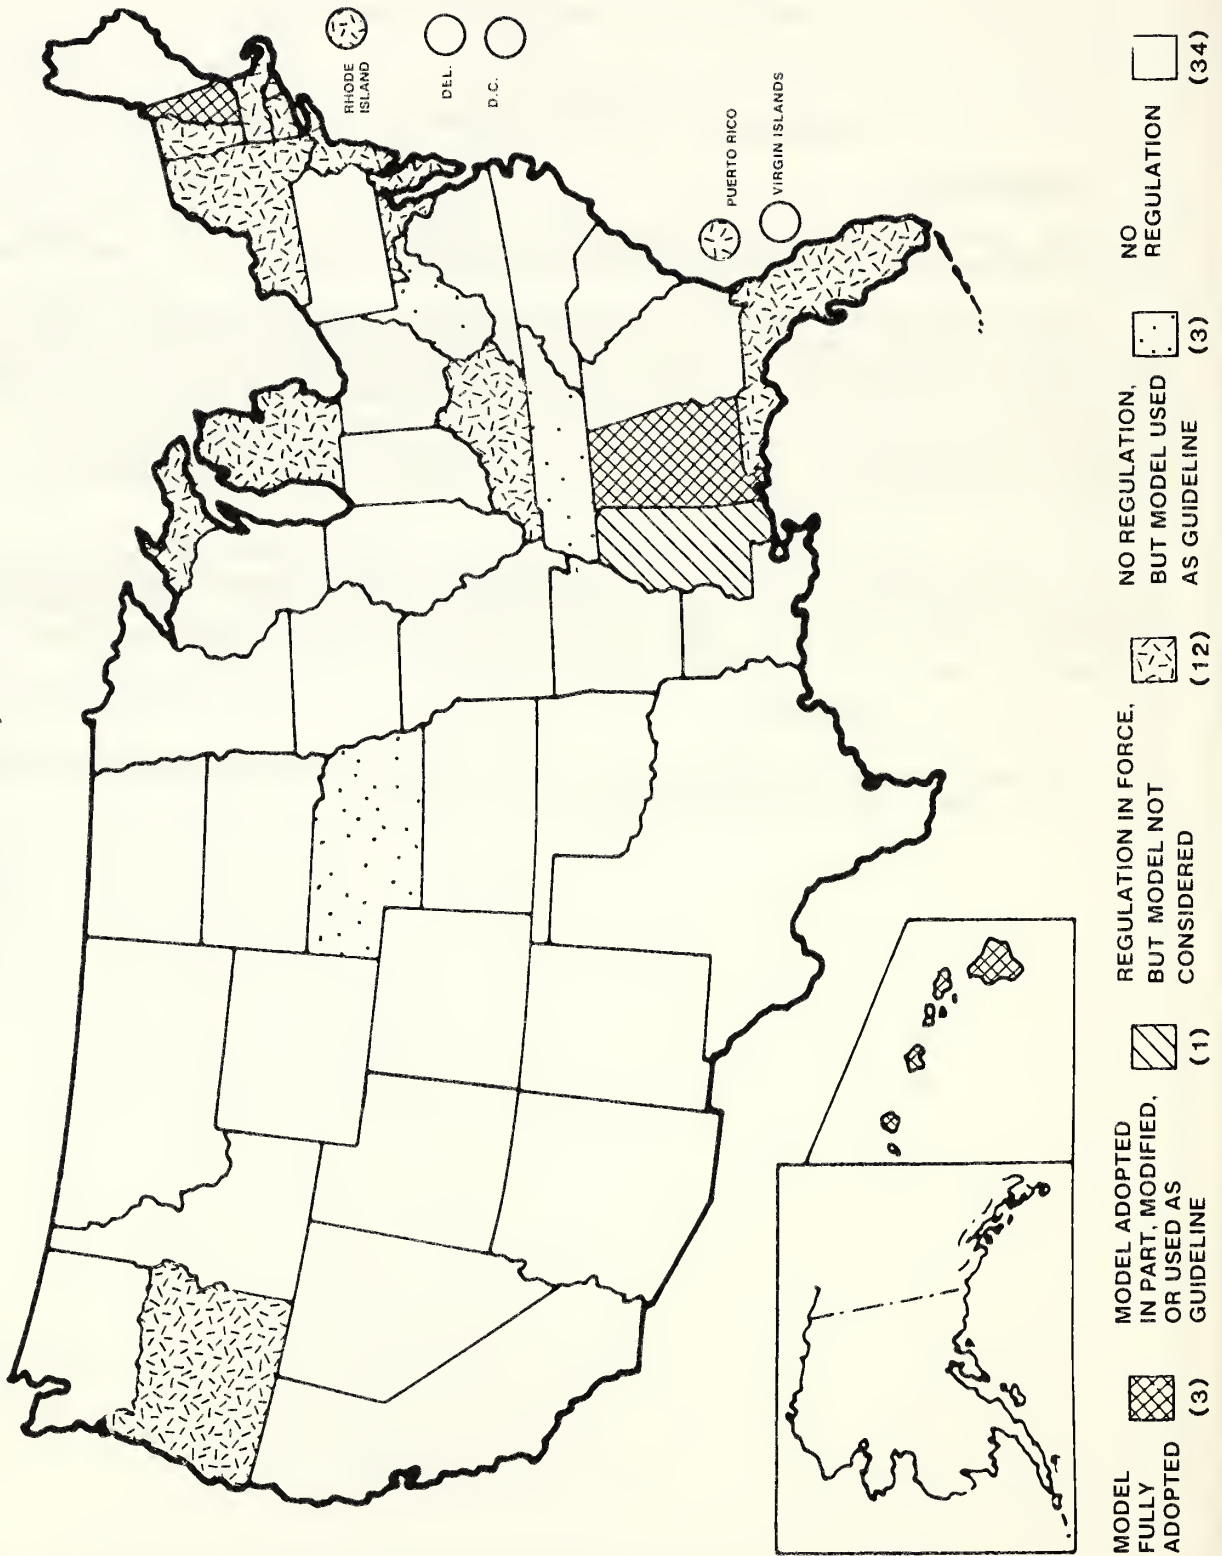 RHODE
ISLAND
DEL.
D.C.
PUERTO RICO
VIRGIN ISLANDS
MODEL
FULLY
ADOPTED
(3)
MODEL ADOPTED
IN PART, MODIFIED,
OR USED AS
GUIDELINE
(1)
REGULATION IN FORCE,
BUT MODEL NOT
CONSIDERED
(12)
NO REGULATION,
BUT MODEL USED
AS GUIDELINE
(3)
NO
REGULATION
(34)